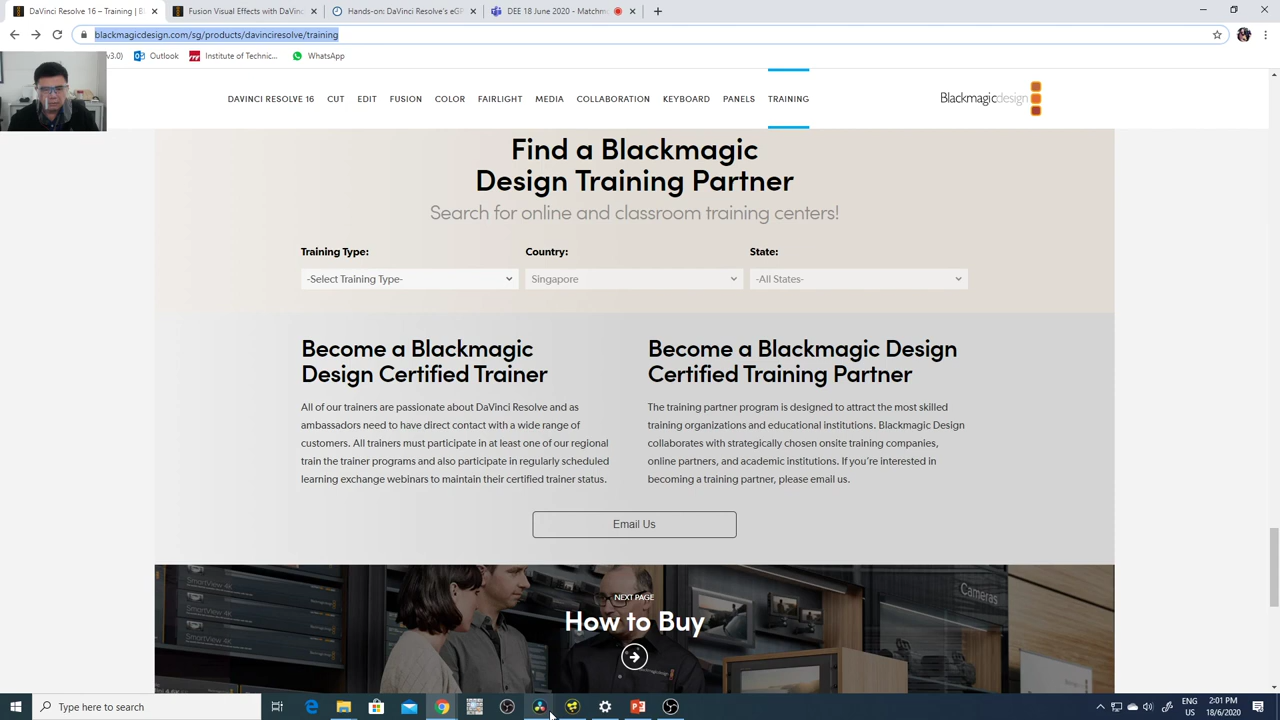 DaVinci Resolve 16 – Training | B
Fusion Visual Effects with DaVinci
Hands-on: DaVinci Resolve's eGP
DEE 18 June 2020 - Matchm
blackmagicdesign.com/sg/products/davinciresolve/training
v3.0)
Outlook
Institute of Technic...
WhatsApp
DAVINCI RESOLVE 16 CUT EDIT FUSION COLOR FAIRLIGHT MEDIA COLLABORATION KEYBOARD PANELS TRAINING
Blackmagicdesign
Find a Blackmagic
Design Training Partner
Search for online and classroom training centers!
Training Type: Country: State:
-Select Training Type- Singapore -All States-
Become a Blackmagic
Design Certified Trainer
All of our trainers are passionate about DaVinci Resolve and as
ambassadors need to have direct contact with a wide range of
customers. All trainers must participate in at least one of our regional
train the trainer programs and also participate in regularly scheduled
learning exchange webinars to maintain their certified trainer status.
Become a Blackmagic Design
Certified Training Partner
The training partner program is designed to attract the most skilled
training organizations and educational institutions. Blackmagic Design
collaborates with strategically chosen onsite training companies,
online partners, and academic institutions. If you're interested in
becoming a training partner, please email us.
Email Us
SmartView 4K
SmartView 4K
Cameras
NEXT PAGE
How to Buy
Type here to search
ENG
US
2:01 PM
18/6/2020